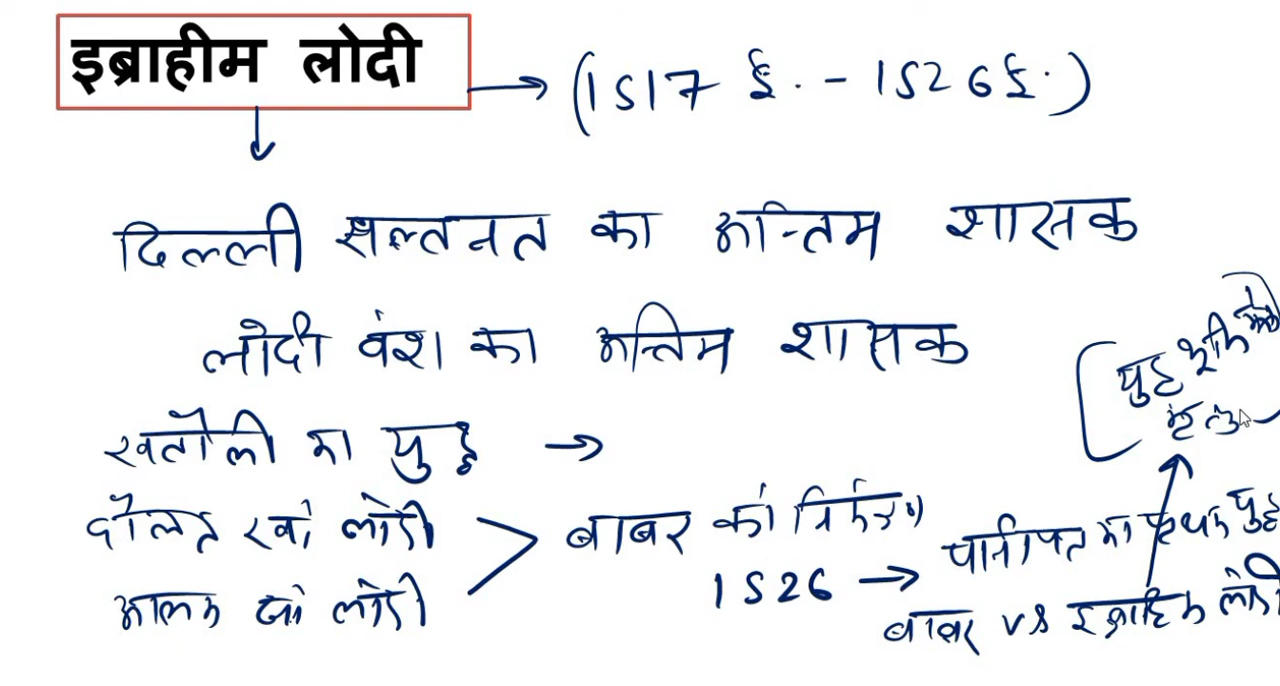 इब्राहीम लोदी → (1517 ई. - 1526 ई.)
दिल्ली सल्तनत का अन्तिम शासक
लोदी वंश का अन्तिम शासक
खतौली का युद्ध →
दौलत खां लोदी
आलम खां लोदी
बाबर को निमंत्रण
1526 → पानीपत का प्रथम युद्ध
बाबर vs इब्राहिम लोदी
युद्ध भूमि